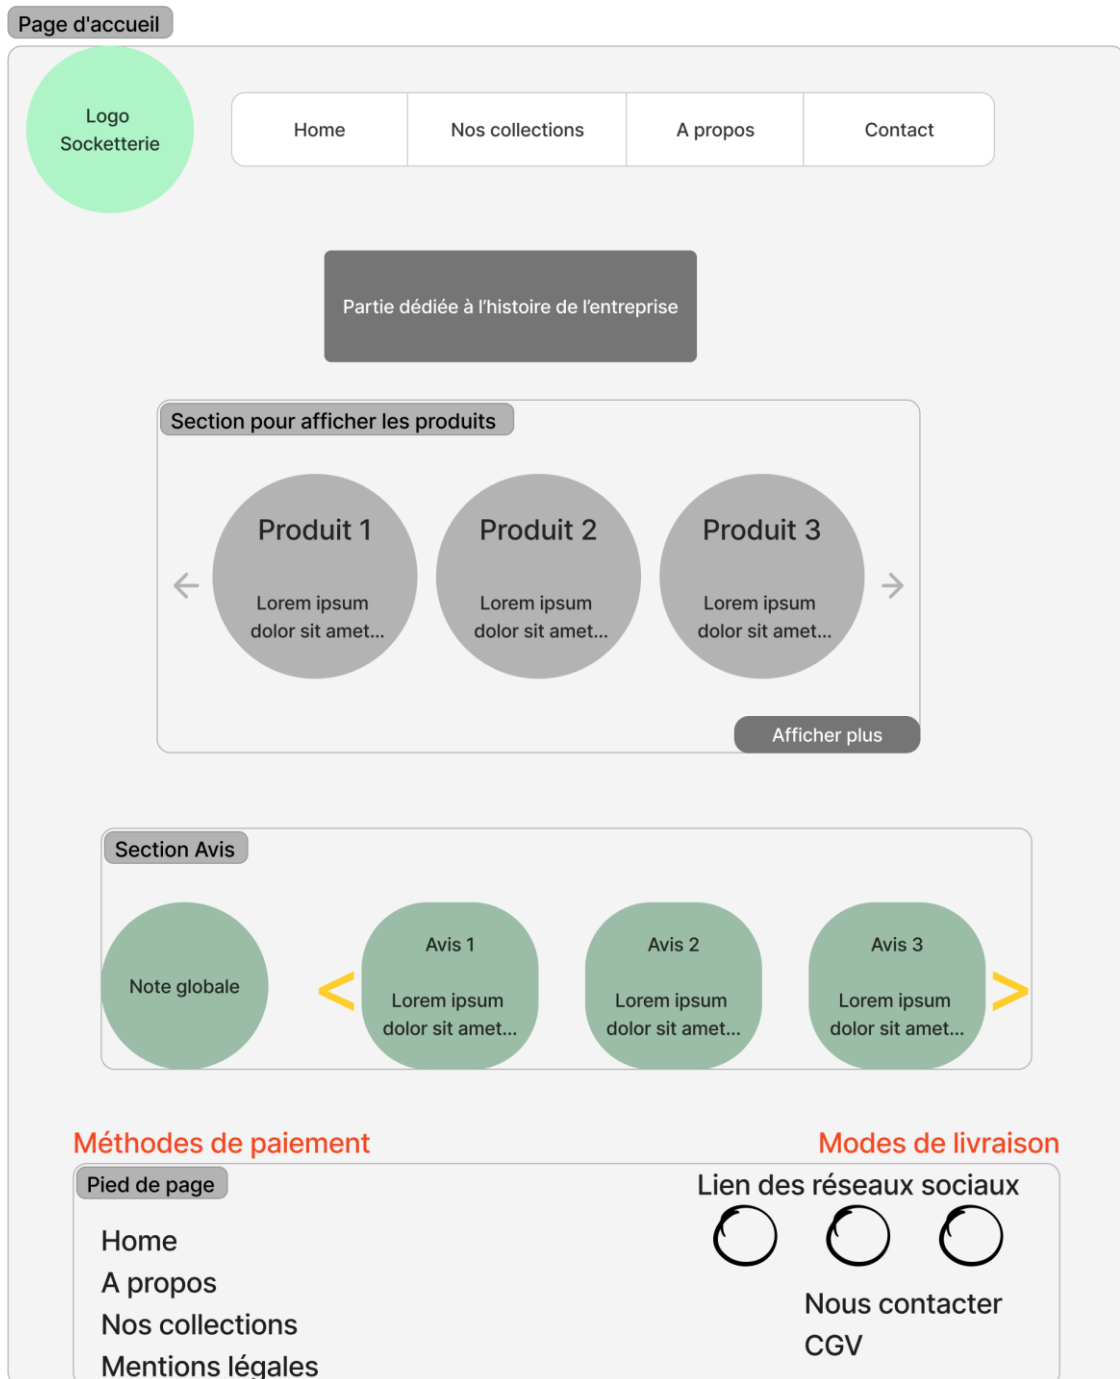 Page d'accueil
Logo
Socketterie
Home
Nos collections
A propos
Contact
Partie dédiée à l'histoire de l'entreprise
Section pour afficher les produits
Produit 1
Produit 2
Produit 3
Lorem ipsum
dolor sit amet...
Lorem ipsum
dolor sit amet...
Lorem ipsum
dolor sit amet...
Afficher plus
Section Avis
Note globale
<
Avis 1
Lorem ipsum
dolor sit amet...
Avis 2
Lorem ipsum
dolor sit amet...
Avis 3
Lorem ipsum
dolor sit amet...
>
Méthodes de paiement
Modes de livraison
Pied de page
Home
A propos
Nos collections
Mentions légales
Lien des réseaux sociaux
Nous contacter
CGV